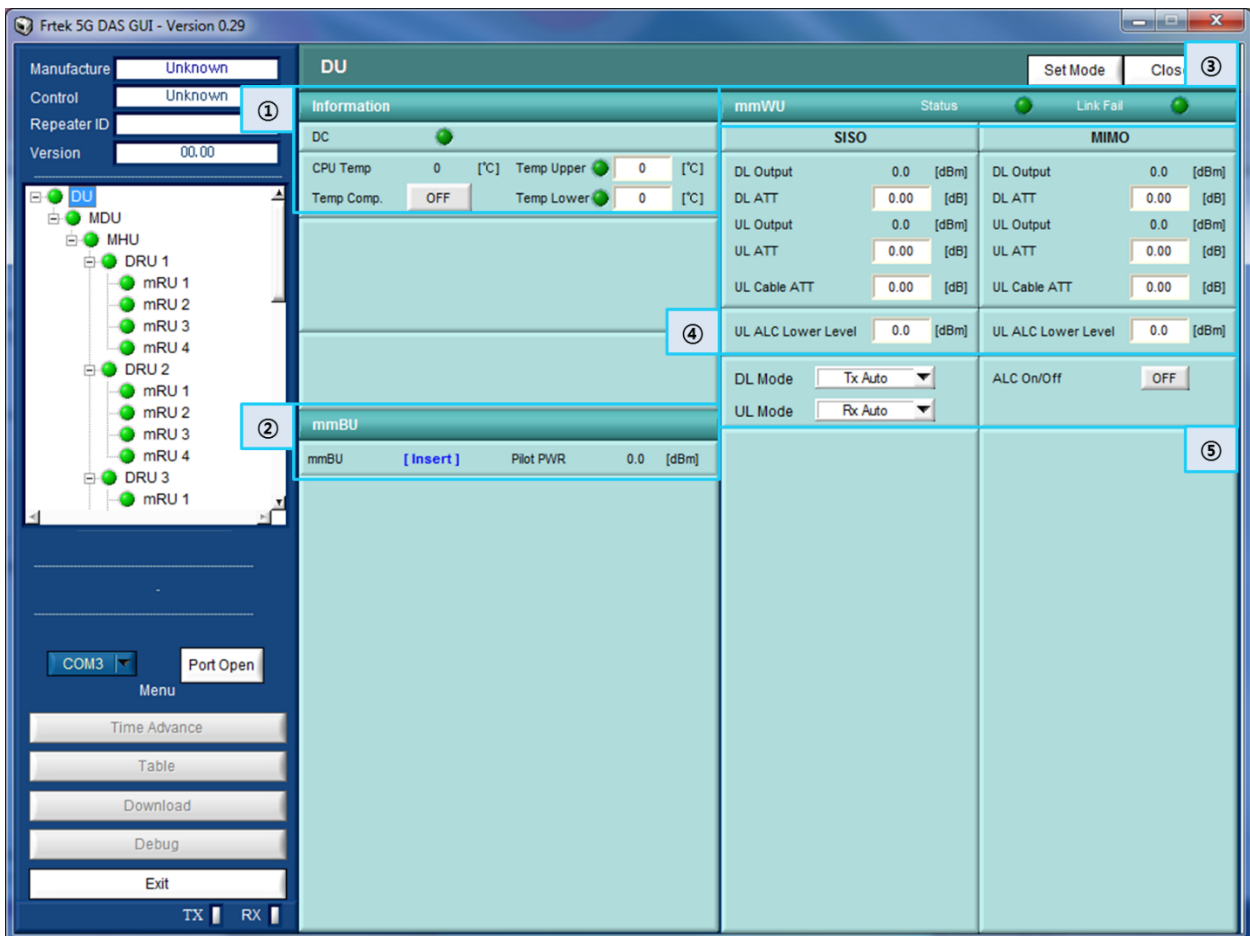 Frtek 5G DAS GUI - Version 0.29
Manufacture Unknown
Control Unknown
Repeater ID
Version 00.00
DU
MDU
MHU
DRU 1
mRU 1
mRU 2
mRU 3
mRU 4
DRU 2
mRU 1
mRU 2
mRU 3
mRU 4
DRU 3
mRU 1
-
COM3 Port Open
Menu
Time Advance
Table
Download
Debug
Exit
TX RX
DU Set Mode Clos ③
①
Information
DC
CPU Temp 0 [℃] Temp Upper 0 [℃]
Temp Comp. OFF Temp Lower 0 [℃]
②
mmBU
mmBU [ Insert ] Pilot PWR 0.0 [dBm]
mmWU Status Link Fail
SISO MIMO
DL Output 0.0 [dBm] DL Output 0.0 [dBm]
DL ATT 0.00 [dB] DL ATT 0.00 [dB]
UL Output 0.0 [dBm] UL Output 0.0 [dBm]
UL ATT 0.00 [dB] UL ATT 0.00 [dB]
UL Cable ATT 0.00 [dB] UL Cable ATT 0.00 [dB]
④
UL ALC Lower Level 0.0 [dBm] UL ALC Lower Level 0.0 [dBm]
DL Mode Tx Auto ALC On/Off OFF
UL Mode Rx Auto
⑤